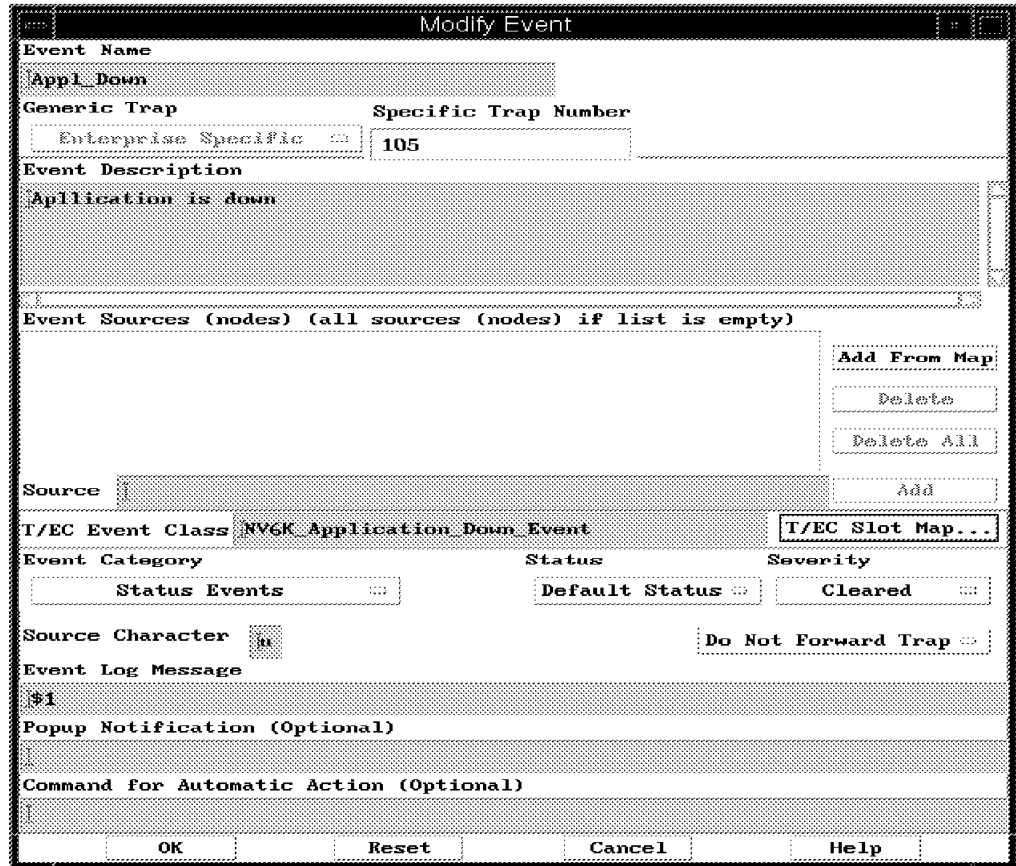 Modify Event
Event Name
Appl_Down
Generic Trap
Specific Trap Number
Enterprise Specific
105
Event Description
Apllication is down
Event Sources (nodes) (all sources (nodes) if list is empty)
Add From Map
Delete
Delete All
Source
Add
T/EC Event Class
NV6K_Application_Down_Event
T/EC Slot Map...
Event Category
Status
Severity
Status Events
Default Status
Cleared
Source Character
n
Do Not Forward Trap
Event Log Message
$1
Popup Notification (Optional)
Command for Automatic Action (Optional)
OK
Reset
Cancel
Help